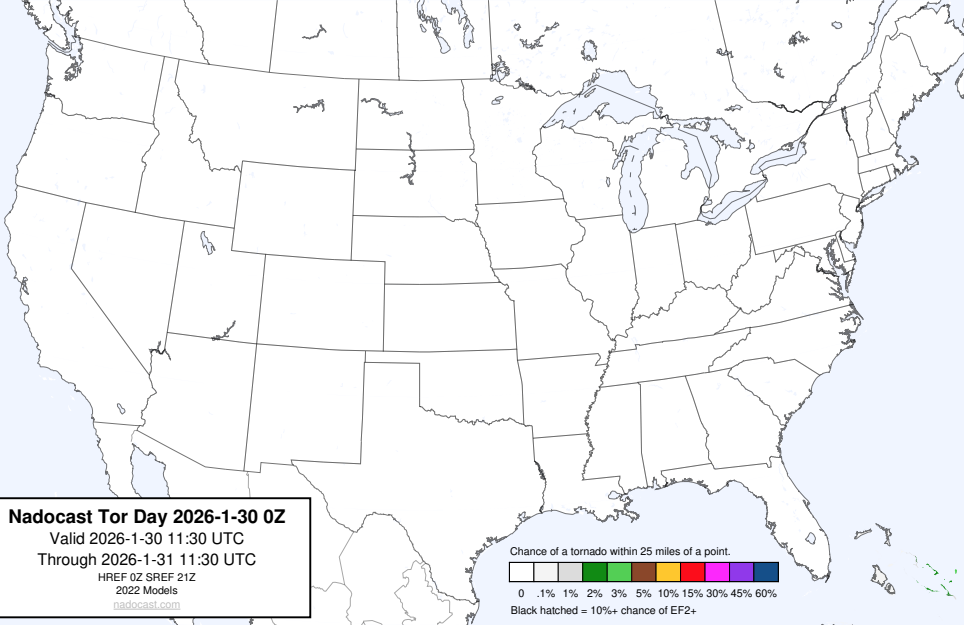 Nadocast Tor Day 2026-1-30 0Z
Valid 2026-1-30 11:30 UTC
Through 2026-1-31 11:30 UTC
HREF 0Z SREF 21Z
2022 Models
nadocast.com
Chance of a tornado within 25 miles of a point.
0 .1% 1% 2% 3% 5% 10% 15% 30% 45% 60%
Black hatched = 10%+ chance of EF2+